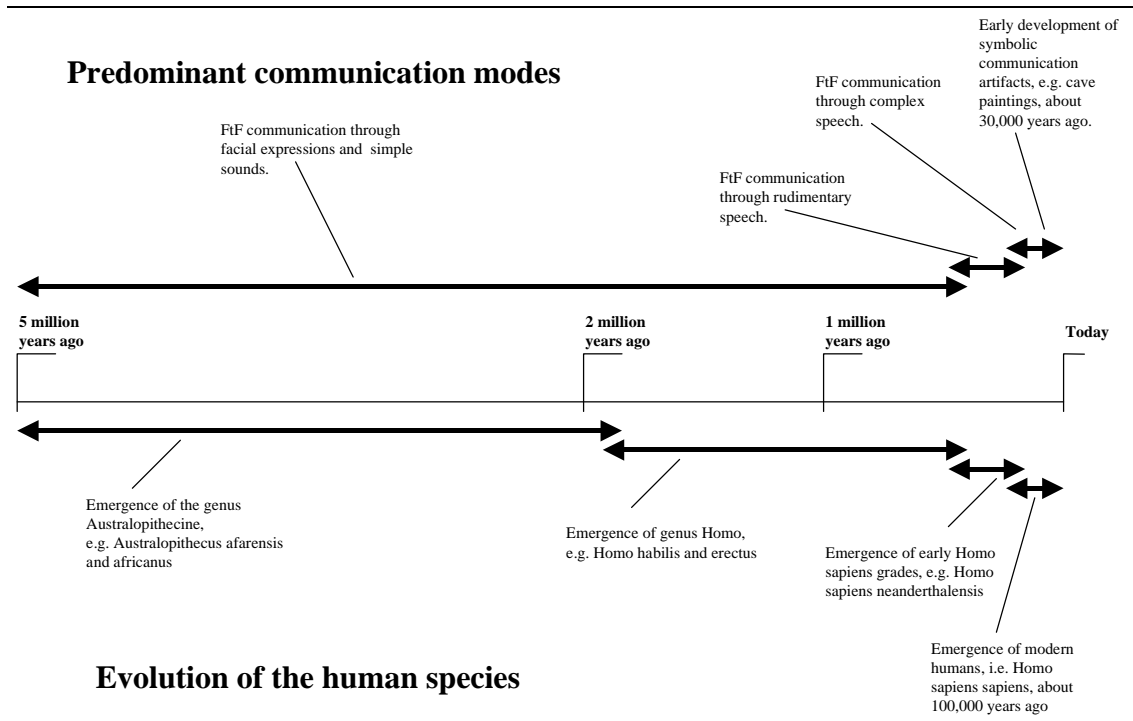 Predominant communication modes
Early development of
symbolic
communication
artifacts, e.g. cave
paintings, about
30,000 years ago.
FtF communication
through complex
speech.
FtF communication through
facial expressions and simple
sounds.
FtF communication
through rudimentary
speech.
5 million
years ago
2 million
years ago
1 million
years ago
Today
Emergence of the genus
Australopithecine,
e.g. Australopithecus afarensis
and africanus
Emergence of genus Homo,
e.g. Homo habilis and erectus
Emergence of early Homo
sapiens grades, e.g. Homo
sapiens neanderthalensis
Emergence of modern
humans, i.e. Homo
sapiens sapiens, about
100,000 years ago
Evolution of the human species